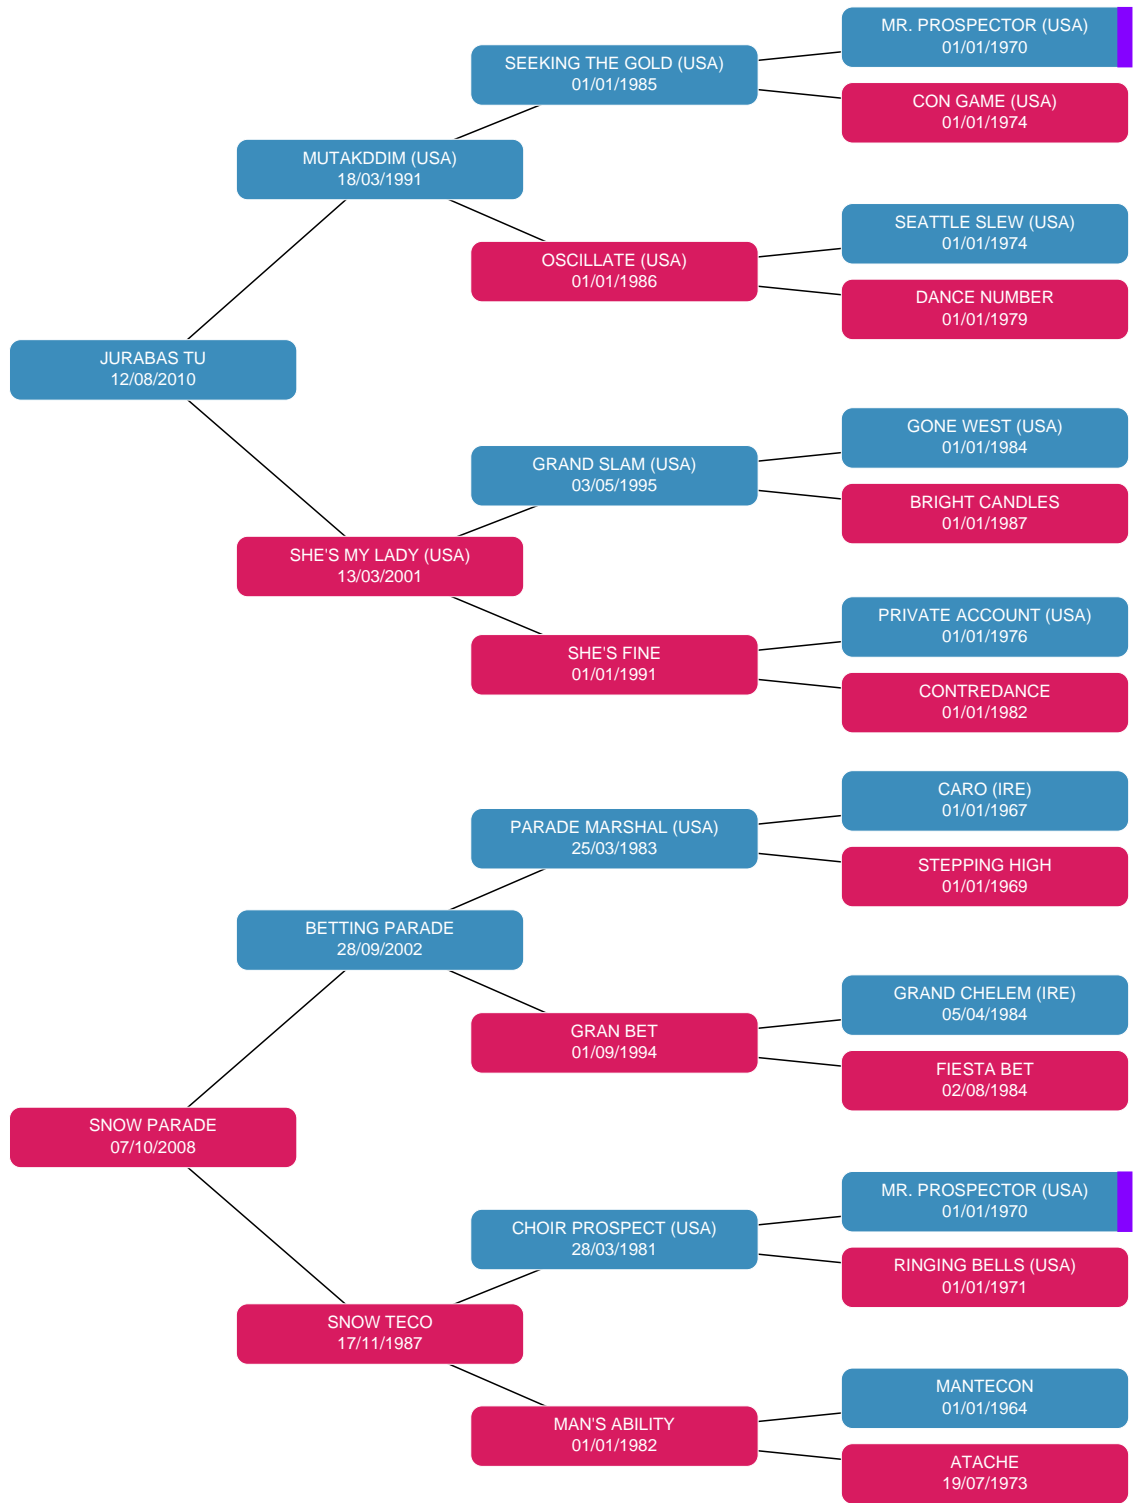 MR. PROSPECTOR (USA)
01/01/1970
SEEKING THE GOLD (USA)
01/01/1985
CON GAME (USA)
01/01/1974
MUTAKDDIM (USA)
18/03/1991
SEATTLE SLEW (USA)
01/01/1974
OSCILLATE (USA)
01/01/1986
DANCE NUMBER
01/01/1979
JURABAS TU
12/08/2010
GONE WEST (USA)
01/01/1984
GRAND SLAM (USA)
03/05/1995
BRIGHT CANDLES
01/01/1987
SHE'S MY LADY (USA)
13/03/2001
PRIVATE ACCOUNT (USA)
01/01/1976
SHE'S FINE
01/01/1991
CONTREDANCE
01/01/1982
CARO (IRE)
01/01/1967
PARADE MARSHAL (USA)
25/03/1983
STEPPING HIGH
01/01/1969
BETTING PARADE
28/09/2002
GRAND CHELEM (IRE)
05/04/1984
GRAN BET
01/09/1994
FIESTA BET
02/08/1984
SNOW PARADE
07/10/2008
MR. PROSPECTOR (USA)
01/01/1970
CHOIR PROSPECT (USA)
28/03/1981
RINGING BELLS (USA)
01/01/1971
SNOW TECO
17/11/1987
MANTECON
01/01/1964
MAN'S ABILITY
01/01/1982
ATACHE
19/07/1973